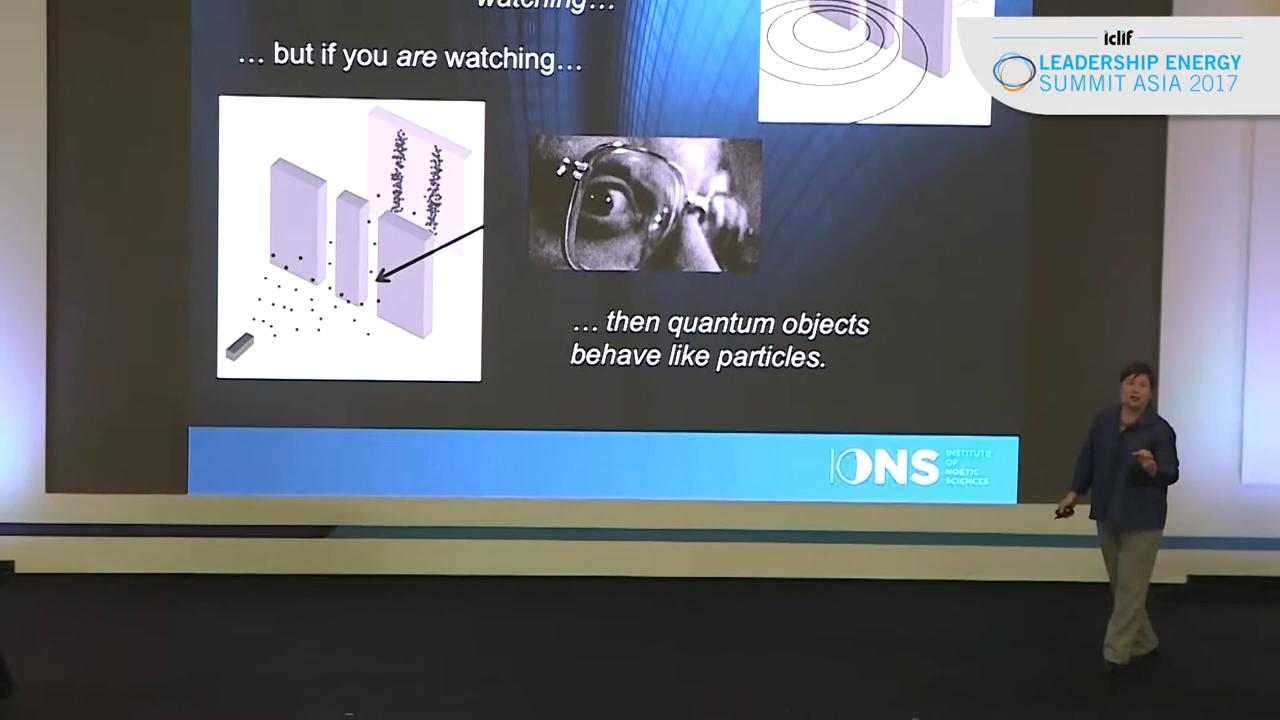 watching…
… but if you are watching…
… then quantum objects
behave like particles.
iclif
LEADERSHIP ENERGY
SUMMIT ASIA 2017
IONS
INSTITUTE
OF
NOETIC
SCIENCES